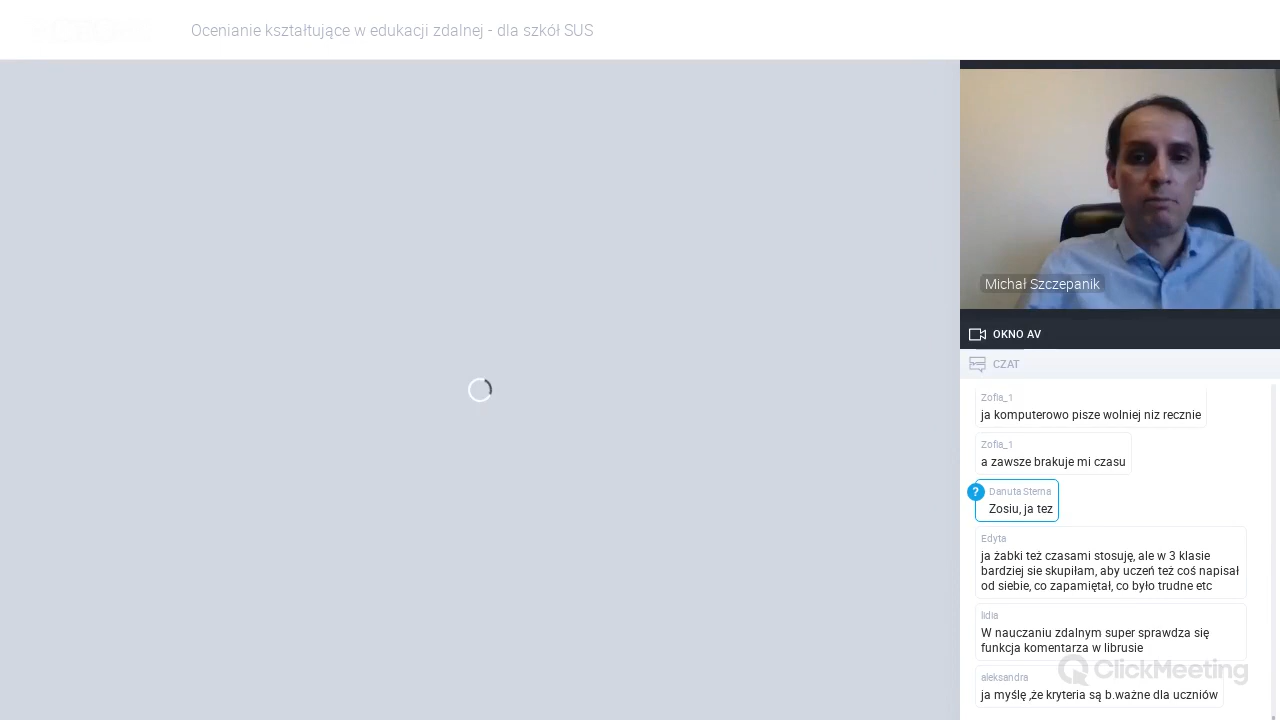 Ocenianie kształtujące w edukacji zdalnej - dla szkół SUS
Michał Szczepanik
OKNO AV
CZAT
Zofia_1
ja komputerowo pisze wolniej niz recznie
Zofia_1
a zawsze brakuje mi czasu
?
Danuta Sterna
Zosiu, ja tez
Edyta
ja żabki też czasami stosuję, ale w 3 klasie
bardziej sie skupiłam, aby uczeń też coś napisał
od siebie, co zapamiętał, co było trudne etc
lidia
W nauczaniu zdalnym super sprawdza się
funkcja komentarza w librusie
ClickMeeting
aleksandra
ja myślę ,że kryteria są b.ważne dla uczniów